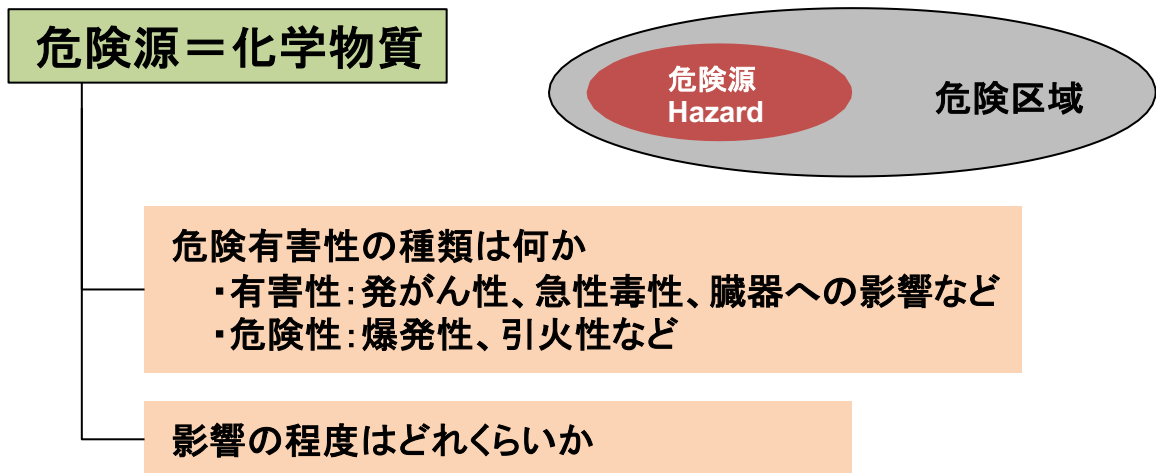 危険源＝化学物質
危険源
Hazard
危険区域
危険有害性の種類は何か
・有害性：発がん性、急性毒性、臓器への影響など
・危険性：爆発性、引火性など
影響の程度はどれくらいか